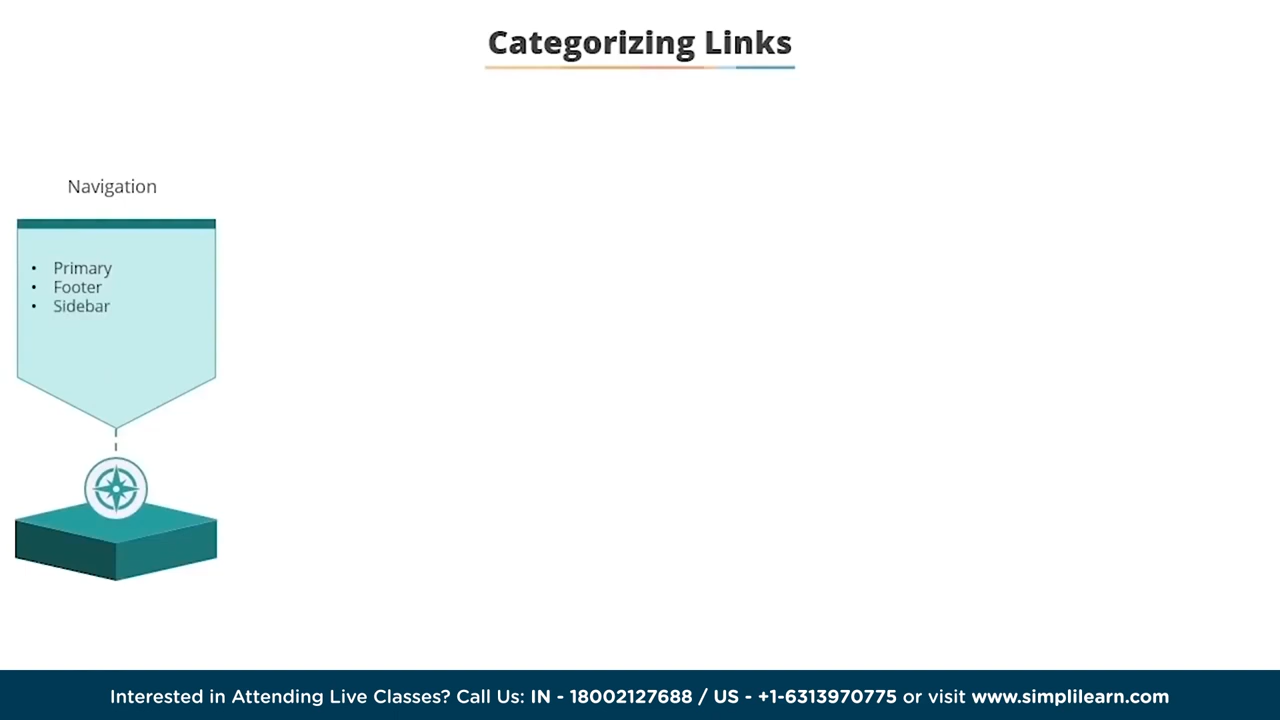 Categorizing Links
Navigation
• Primary
• Footer
• Sidebar
Interested in Attending Live Classes? Call Us: IN - 18002127688 / US - +1-6313970775 or visit www.simplilearn.com